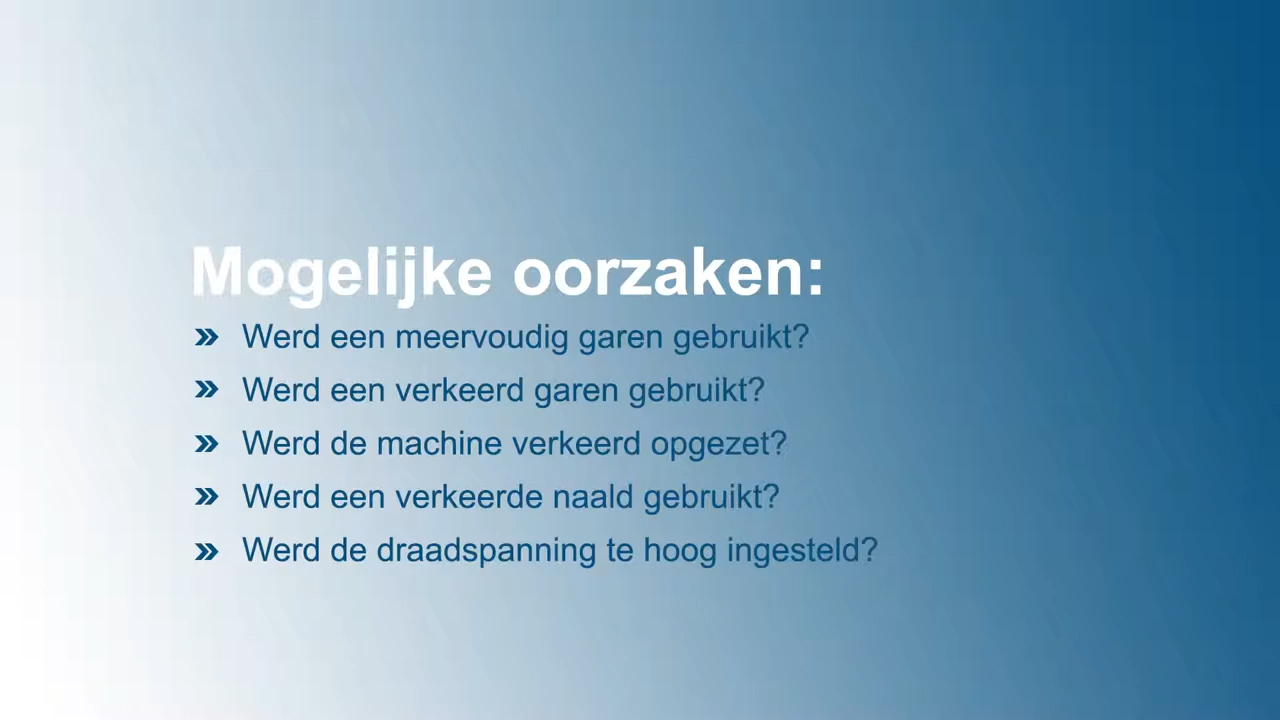 Mogelijke oorzaken:
» Werd een meervoudig garen gebruikt?
» Werd een verkeerd garen gebruikt?
» Werd de machine verkeerd opgezet?
» Werd een verkeerde naald gebruikt?
» Werd de draadspanning te hoog ingesteld?